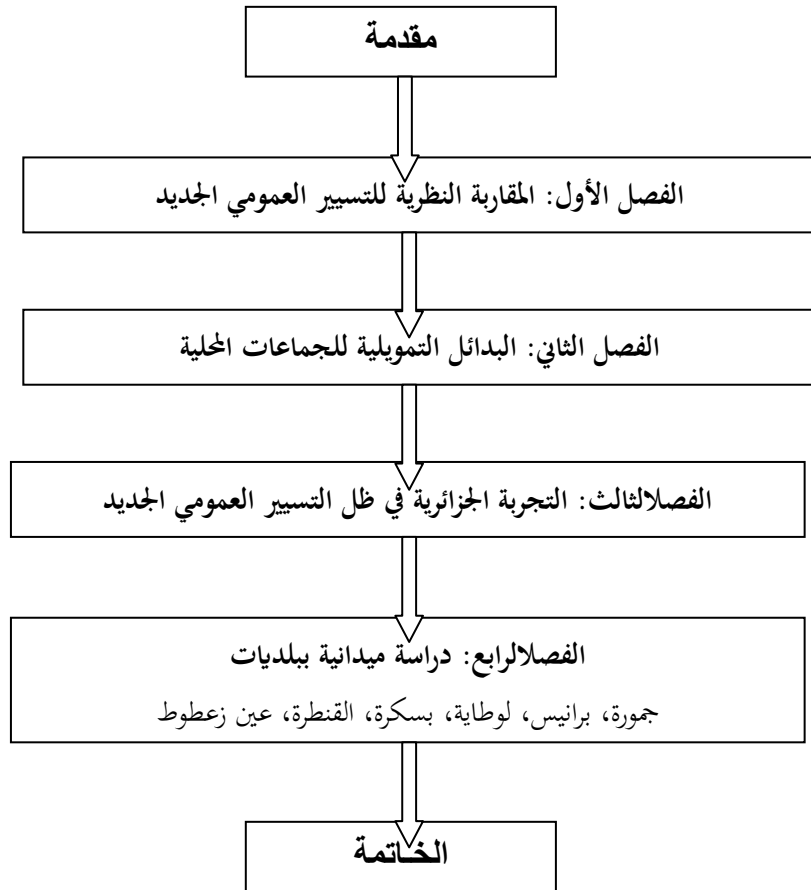 مقدمة
الفصل الأول: المقاربة النظرية للتسيير العمومي الجديد
الفصل الثاني: البدائل التمويلية للجماعات المحلية
الفصلالثالث: التجربة الجزائرية في ظل التسيير العمومي الجديد
الفصلالرابع: دراسة ميدانية ببلديات
جمورة، برانيس، لوطاية، بسكرة، القنطرة، عين زعطوط
الخاتمة